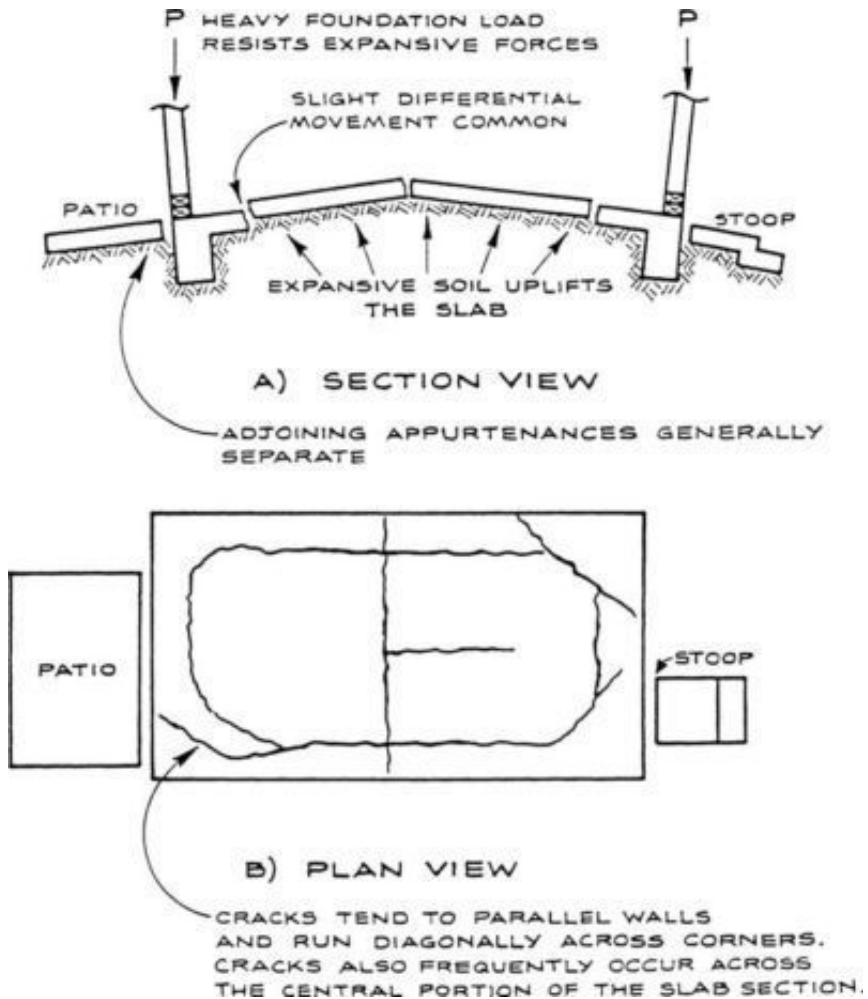 P HEAVY FOUNDATION LOAD
RESISTS EXPANSIVE FORCES
P
SLIGHT DIFFERENTIAL
MOVEMENT COMMON
PATIO
STOOP
EXPANSIVE SOIL UPLIFTS
THE SLAB
A) SECTION VIEW
ADJOINING APPURTENANCES GENERALLY
SEPARATE
PATIO
STOOP
B) PLAN VIEW
CRACKS TEND TO PARALLEL WALLS
AND RUN DIAGONALLY ACROSS CORNERS.
CRACKS ALSO FREQUENTLY OCCUR ACROSS
THE CENTRAL PORTION OF THE SLAB SECTION.